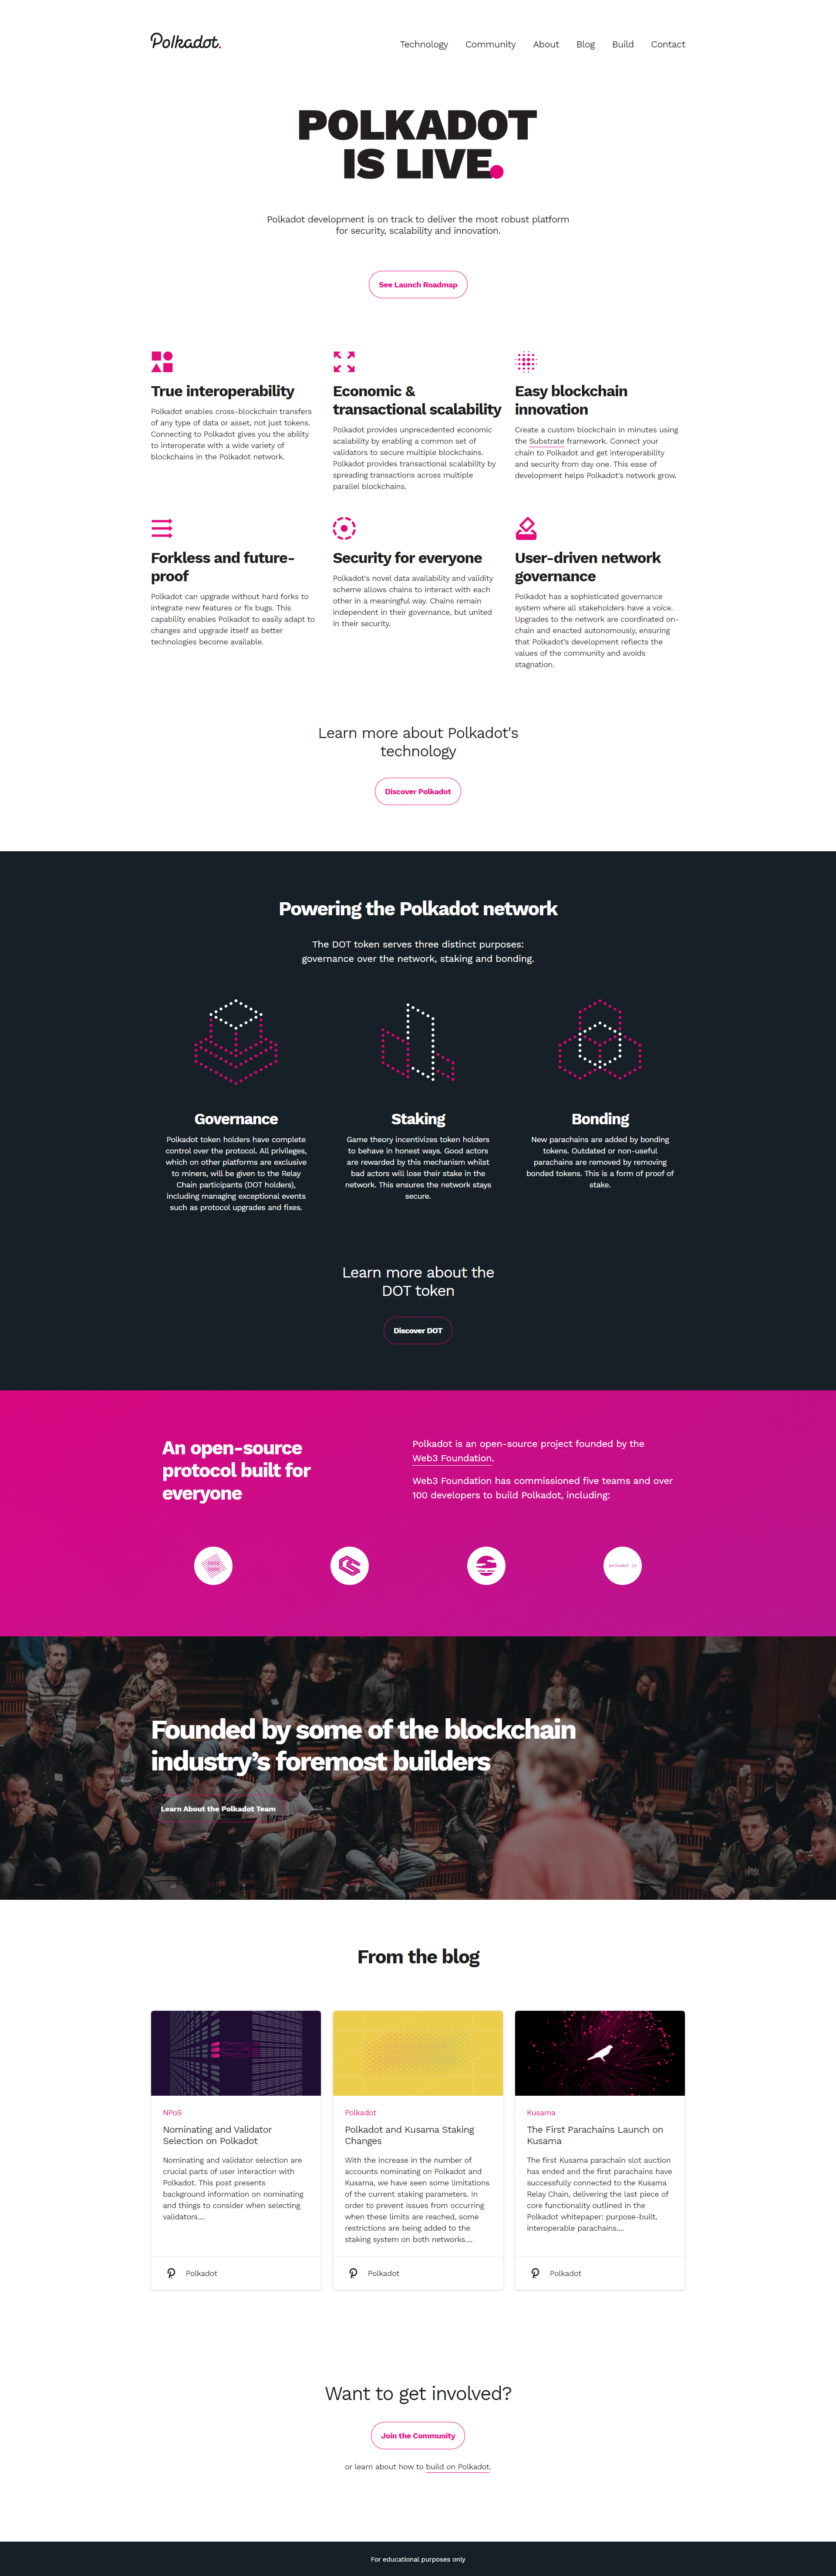 Polkadot.
Technology Community About Blog Build Contact
POLKADOT
IS LIVE.
Polkadot development is on track to deliver the most robust platform
for security, scalability and innovation.
See Launch Roadmap
True interoperability
Polkadot enables cross-blockchain transfers
of any type of data or asset, not just tokens.
Connecting to Polkadot gives you the ability
to interoperate with a wide variety of
blockchains in the Polkadot network.
Economic &
transactional scalability
Polkadot provides unprecedented economic
scalability by enabling a common set of
validators to secure multiple blockchains.
Polkadot provides transactional scalability by
spreading transactions across multiple
parallel blockchains.
Easy blockchain
innovation
Create a custom blockchain in minutes using
the Substrate framework. Connect your
chain to Polkadot and get interoperability
and security from day one. This ease of
development helps Polkadot's network grow.
Forkless and future-
proof
Polkadot can upgrade without hard forks to
integrate new features or fix bugs. This
capability enables Polkadot to easily adapt to
changes and upgrade itself as better
technologies become available.
Security for everyone
Polkadot's novel data availability and validity
scheme allows chains to interact with each
other in a meaningful way. Chains remain
independent in their governance, but united
in their security.
User-driven network
governance
Polkadot has a sophisticated governance
system where all stakeholders have a voice.
Upgrades to the network are coordinated on-
chain and enacted autonomously, ensuring
that Polkadot's development reflects the
values of the community and avoids
stagnation.
Learn more about Polkadot's
technology
Discover Polkadot
Powering the Polkadot network
The DOT token serves three distinct purposes:
governance over the network, staking and bonding.
Governance
Polkadot token holders have complete
control over the protocol. All privileges,
which on other platforms are exclusive
to miners, will be given to the Relay
Chain participants (DOT holders),
including managing exceptional events
such as protocol upgrades and fixes.
Staking
Game theory incentivizes token holders
to behave in honest ways. Good actors
are rewarded by this mechanism whilst
bad actors will lose their stake in the
network. This ensures the network stays
secure.
Bonding
New parachains are added by bonding
tokens. Outdated or non-useful
parachains are removed by removing
bonded tokens. This is a form of proof of
stake.
Learn more about the
DOT token
Discover DOT
An open-source
protocol built for
everyone
Polkadot is an open-source project founded by the
Web3 Foundation.
Web3 Foundation has commissioned five teams and over
100 developers to build Polkadot, including:
polkadot
Founded by some of the blockchain
industry's foremost builders
Learn About the Polkadot Team
From the blog
NPoS
Nominating and Validator
Selection on Polkadot
Nominating and validator selection are
crucial parts of user interaction with
Polkadot. This post presents
background information on nominating
and things to consider when selecting
validators....
Polkadot
Polkadot
Polkadot and Kusama Staking
Changes
With the increase in the number of
accounts nominating on Polkadot and
Kusama, we have seen some limitations
of the current staking parameters. In
order to prevent issues from occurring
when these limits are reached, some
restrictions are being added to the
staking system on both networks....
Polkadot
Kusama
The First Parachains Launch on
Kusama
The first Kusama parachain slot auction
has ended and the first parachains have
successfully connected to the Kusama
Relay Chain, delivering the last piece of
core functionality outlined in the
Polkadot whitepaper: purpose-built,
interoperable parachains....
Polkadot
Want to get involved?
Join the Community
or learn about how to build on Polkadot.
For educational purposes only